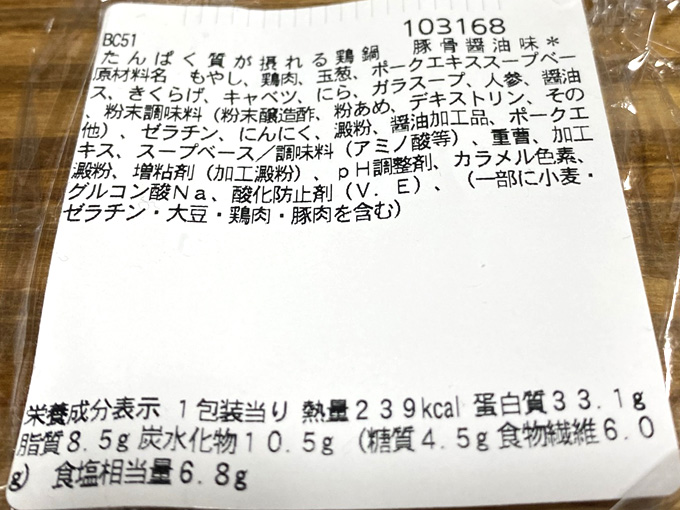 BC51 103168
たんぱく質が摂れる鶏鍋 豚骨醤油味*
原材料名 もやし、鶏肉、玉葱、ポークエキススープベー
ス、きくらげ、キャベツ、にら、ガラスープ、人参、醤油
、粉末調味料(粉末醸造酢、粉あめ、デキストリン、その
他)、ゼラチン、にんにく、澱粉、醤油加工品、ポークエ
キス、スープベース/調味料(アミノ酸等)、重曹、加工
澱粉、増粘剤(加工澱粉)、pH調整剤、カラメル色素、
グルコン酸Na、酸化防止剤(V.E)、(一部に小麦・
ゼラチン・大豆・鶏肉・豚肉を含む)
栄養成分表示 1包装当り 熱量239kcal 蛋白質33.1g
脂質8.5g 炭水化物10.5g (糖質4.5g 食物繊維6.0
g) 食塩相当量6.8g